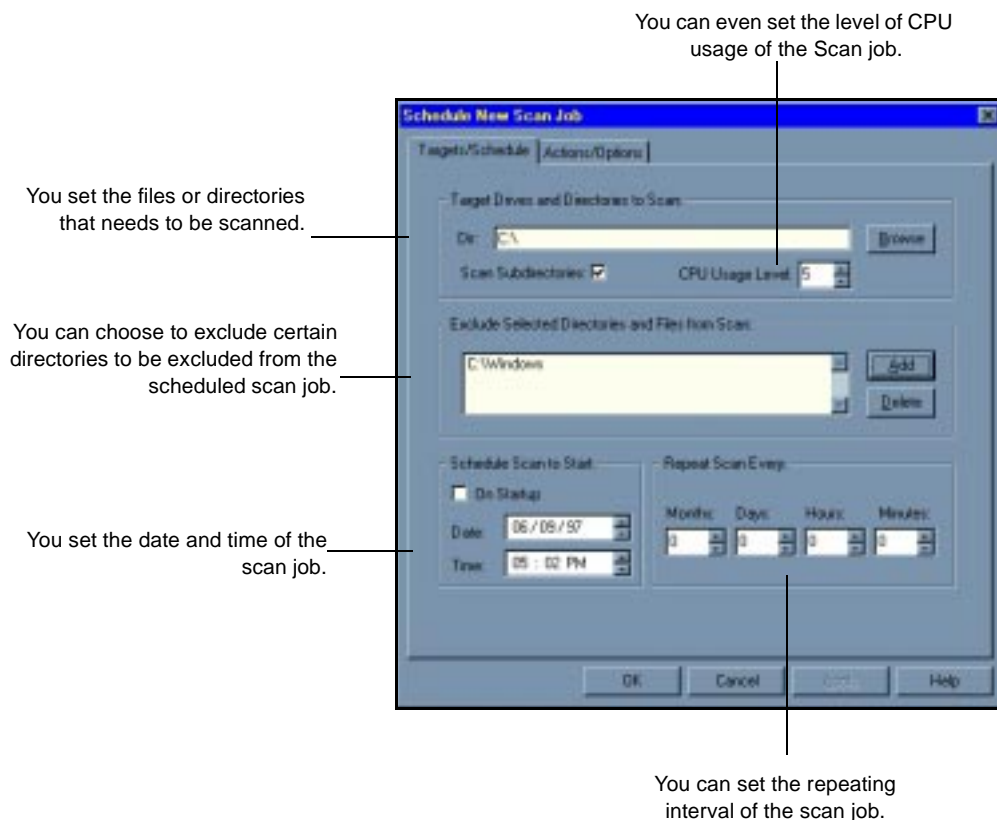 You can even set the level of CPU
usage of the Scan job.
Schedule New Scan Job
Targets/Schedule
Actions/Options
You set the files or directories
that needs to be scanned.
Target Drives and Directories to Scan:
Dir: C:\
Browse
Scan Subdirectories:
CPU Usage Level: 5
You can choose to exclude certain
directories to be excluded from the
scheduled scan job.
Exclude Selected Directories and Files from Scan:
C:\Windows
Add
Delete
Schedule Scan to Start:
Repeat Scan Every:
On Startup
Months: Days: Hours: Minutes:
Date: 06/09/97
0 0 0 0
You set the date and time of the
scan job.
Time: 05 : 02 PM
OK
Cancel
Help
You can set the repeating
interval of the scan job.